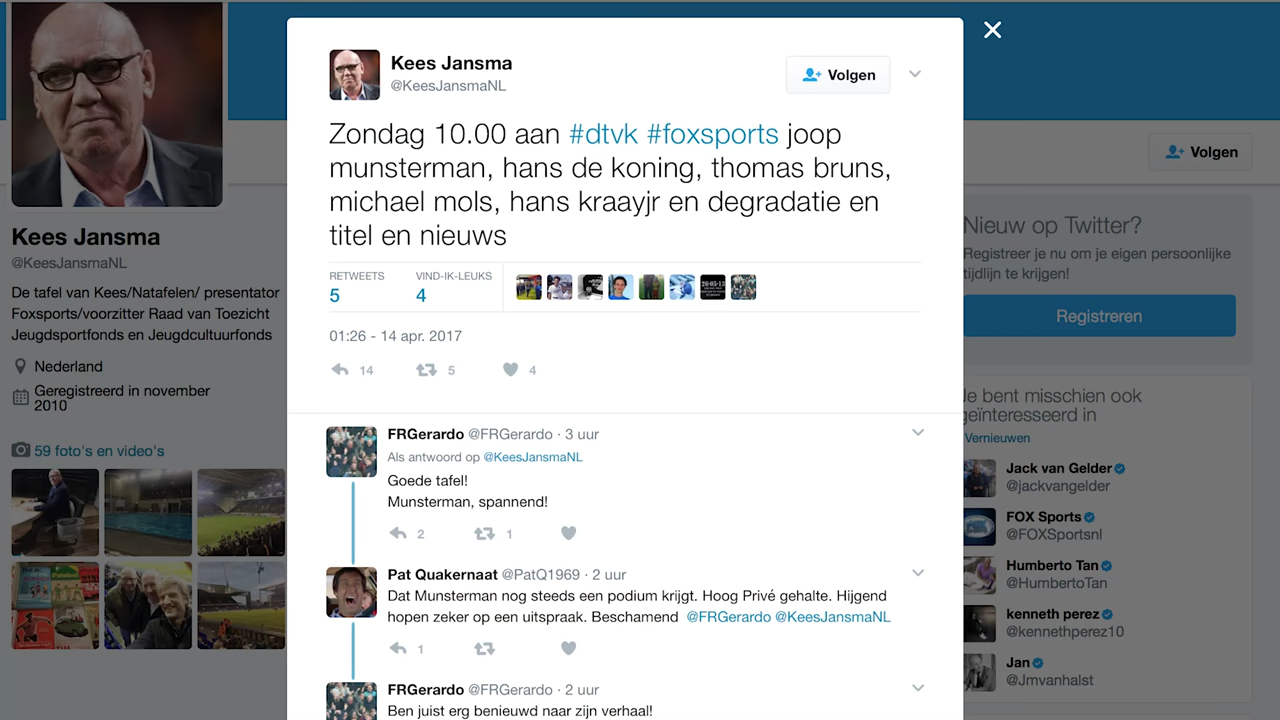 Kees Jansma
@KeesJansmaNL
Volgen
Zondag 10.00 aan #dtvk #foxsports joop
munsterman, hans de koning, thomas bruns,
michael mols, hans kraayjr en degradatie en
titel en nieuws
RETWEETS VIND-IK-LEUKS
5 4
01:26 - 14 apr. 2017
14 5 4
FRGerardo @FRGerardo · 3 uur
Als antwoord op @KeesJansmaNL
Goede tafel!
Munsterman, spannend!
2 1
Pat Quakernaat @PatQ1969 · 2 uur
Dat Munsterman nog steeds een podium krijgt. Hoog Privé gehalte. Hijgend
hopen zeker op een uitspraak. Beschamend @FRGerardo @KeesJansmaNL
1
FRGerardo @FRGerardo · 2 uur
Ben juist erg benieuwd naar zijn verhaal!
Kees Jansma
@KeesJansmaNL
De tafel van Kees/Natafelen/ presentator
Foxsports/voorzitter Raad van Toezicht
Jeugdsportfonds en Jeugdcultuurfonds
Nederland
Geregistreerd in november
2010
59 foto's en video's
Volgen
Nieuw op Twitter?
Registreer je nu om je eigen persoonlijke
tijdlijn te krijgen!
Registreren
Je bent misschien ook
geïnteresseerd in
Vernieuwen
Jack van Gelder
@jackvangelder
FOX Sports
@FOXSportsnl
Humberto Tan
@HumbertoTan
kenneth perez
@kennethperez10
Jan
@Jmvanhalst